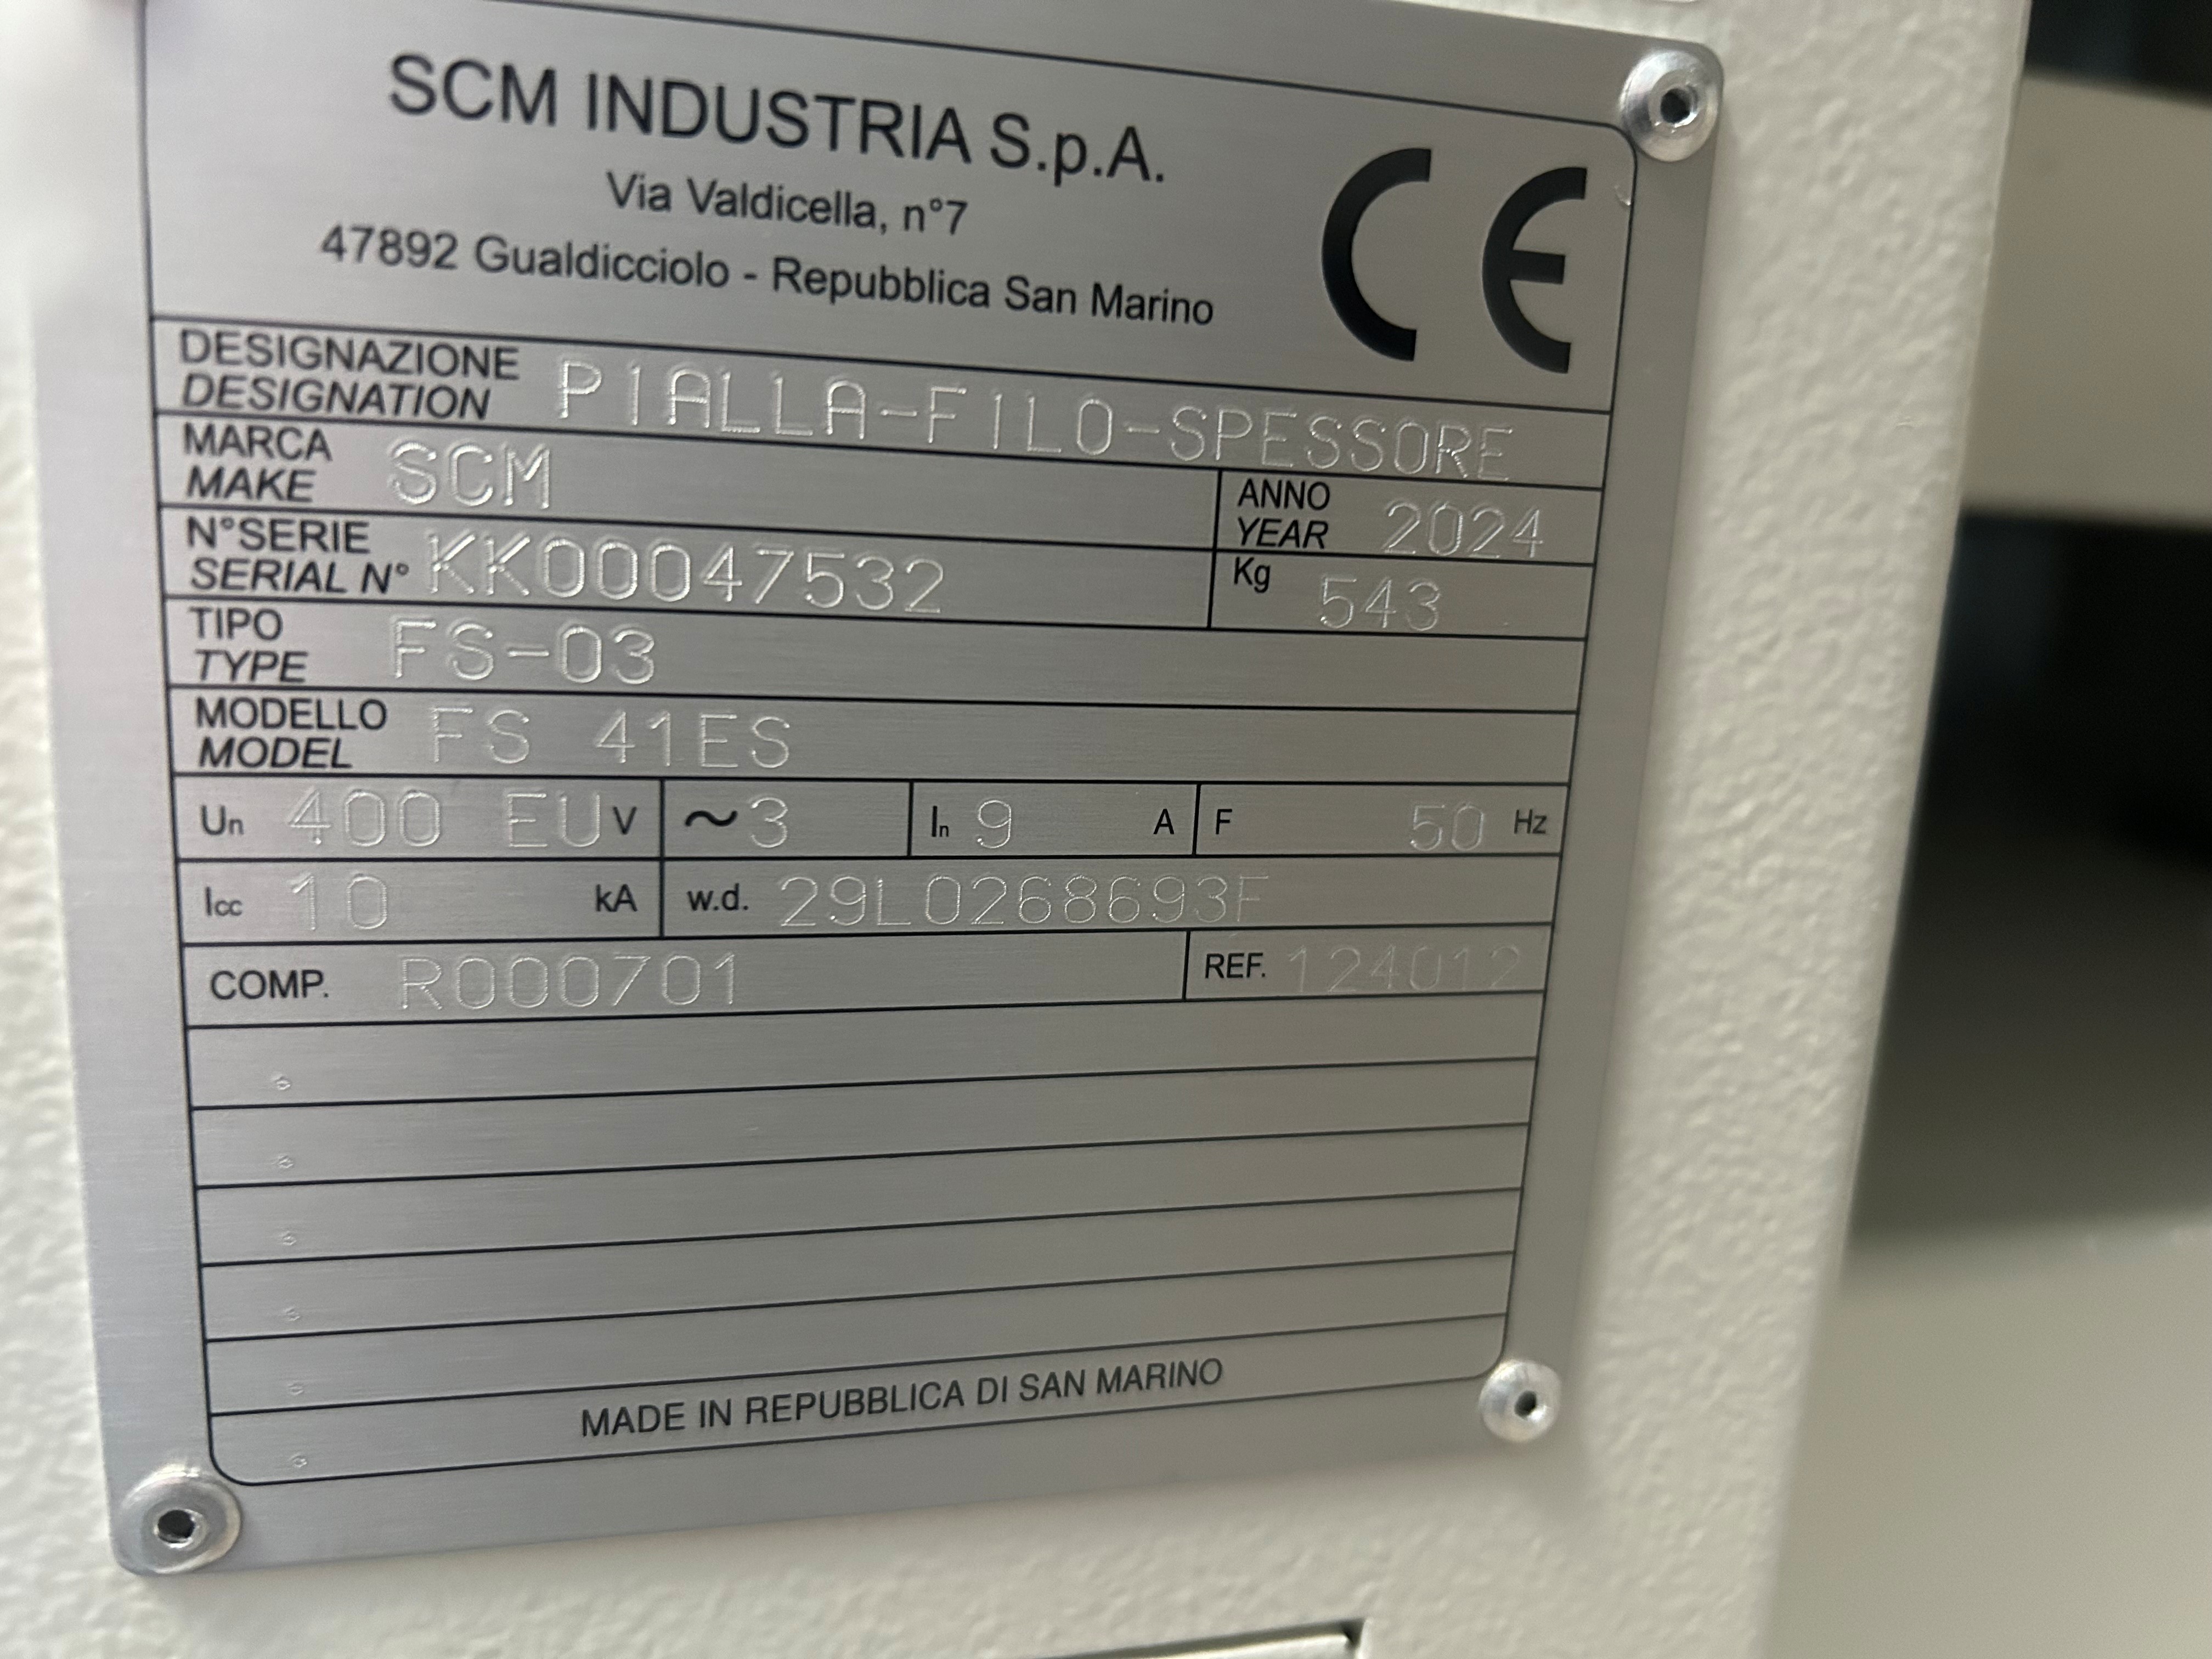 SCM INDUSTRIA S.p.A.
Via Valdicella, n°7
47892 Gualdicciolo - Repubblica San Marino
CE
DESIGNAZIONE
DESIGNATION PIALLA-FILO-SPESSORE
MARCA
MAKE SCM
ANNO
YEAR 2024
N°SERIE
SERIAL N° KK00047532
Kg 543
TIPO
TYPE FS-03
MODELLO
MODEL FS 41ES
Un 400 EU V ~3 In 9 A F 50 Hz
Icc 10 kA w.d. 29L0268693F
COMP. R000701 REF. 124012
MADE IN REPUBBLICA DI SAN MARINO